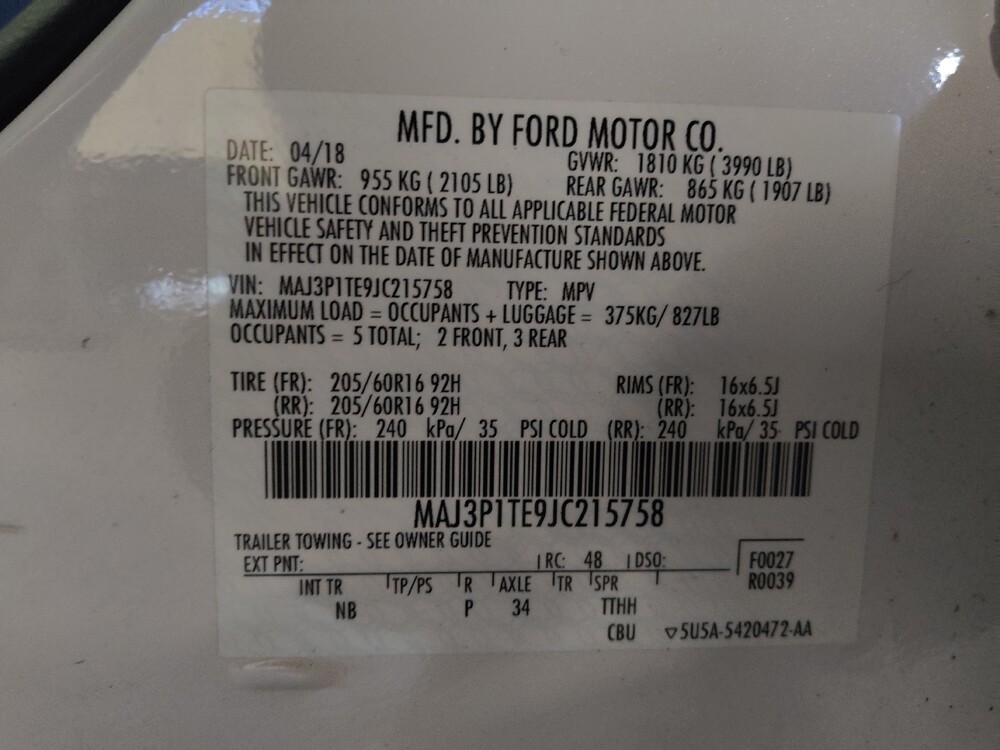 MFD. BY FORD MOTOR CO.
DATE: 04/18 GVWR: 1810 KG ( 3990 LB)
FRONT GAWR: 955 KG ( 2105 LB) REAR GAWR: 865 KG ( 1907 LB)
THIS VEHICLE CONFORMS TO ALL APPLICABLE FEDERAL MOTOR
VEHICLE SAFETY AND THEFT PREVENTION STANDARDS
IN EFFECT ON THE DATE OF MANUFACTURE SHOWN ABOVE.
VIN: MAJ3P1TE9JC215758 TYPE: MPV
MAXIMUM LOAD = OCCUPANTS + LUGGAGE = 375KG/ 827LB
OCCUPANTS = 5 TOTAL; 2 FRONT, 3 REAR
TIRE (FR): 205/60R16 92H RIMS (FR): 16x6.5J
(RR): 205/60R16 92H (RR): 16x6.5J
PRESSURE (FR): 240 kPa/ 35 PSI COLD (RR): 240 kPa/ 35 PSI COLD
MAJ3P1TE9JC215758
TRAILER TOWING - SEE OWNER GUIDE
EXT PNT: RC: 48 DSO: F0027
INT TR TP/PS R AXLE TR SPR R0039
NB P 34 TTHH
CBU ▽5U5A-5420472-AA